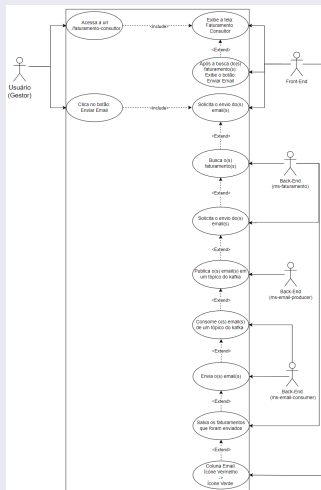 Acessa a url
/faturamento-consultor
<Include>
Exibe a tela
Faturamento
Consultor
<Extend>
Após a busca do(s)
faturamento(s)
Exibe o botão
Enviar Email
Usuário
(Gestor)
Front-End
Clica no botão
Enviar Email
<Include>
Solicita o envio do(s)
email(s)
<Extend>
Busca o(s)
faturamento(s)
Back-End
(ms-faturamento)
<Extend>
Solicita o envio do(s)
email(s)
<Extend>
Publica o(s) email(s) em
um tópico do kafka
Back-End
(ms-email-producer)
<Extend>
Consome o(s) email(s)
de um tópico do kafka
<Extend>
Envia o(s) email(s)
Back-End
(ms-email-consumer)
<Extend>
Salva os faturamentos
que foram enviados
<Extend>
Coluna Email
Ícone Vermelho
->
Ícone Verde